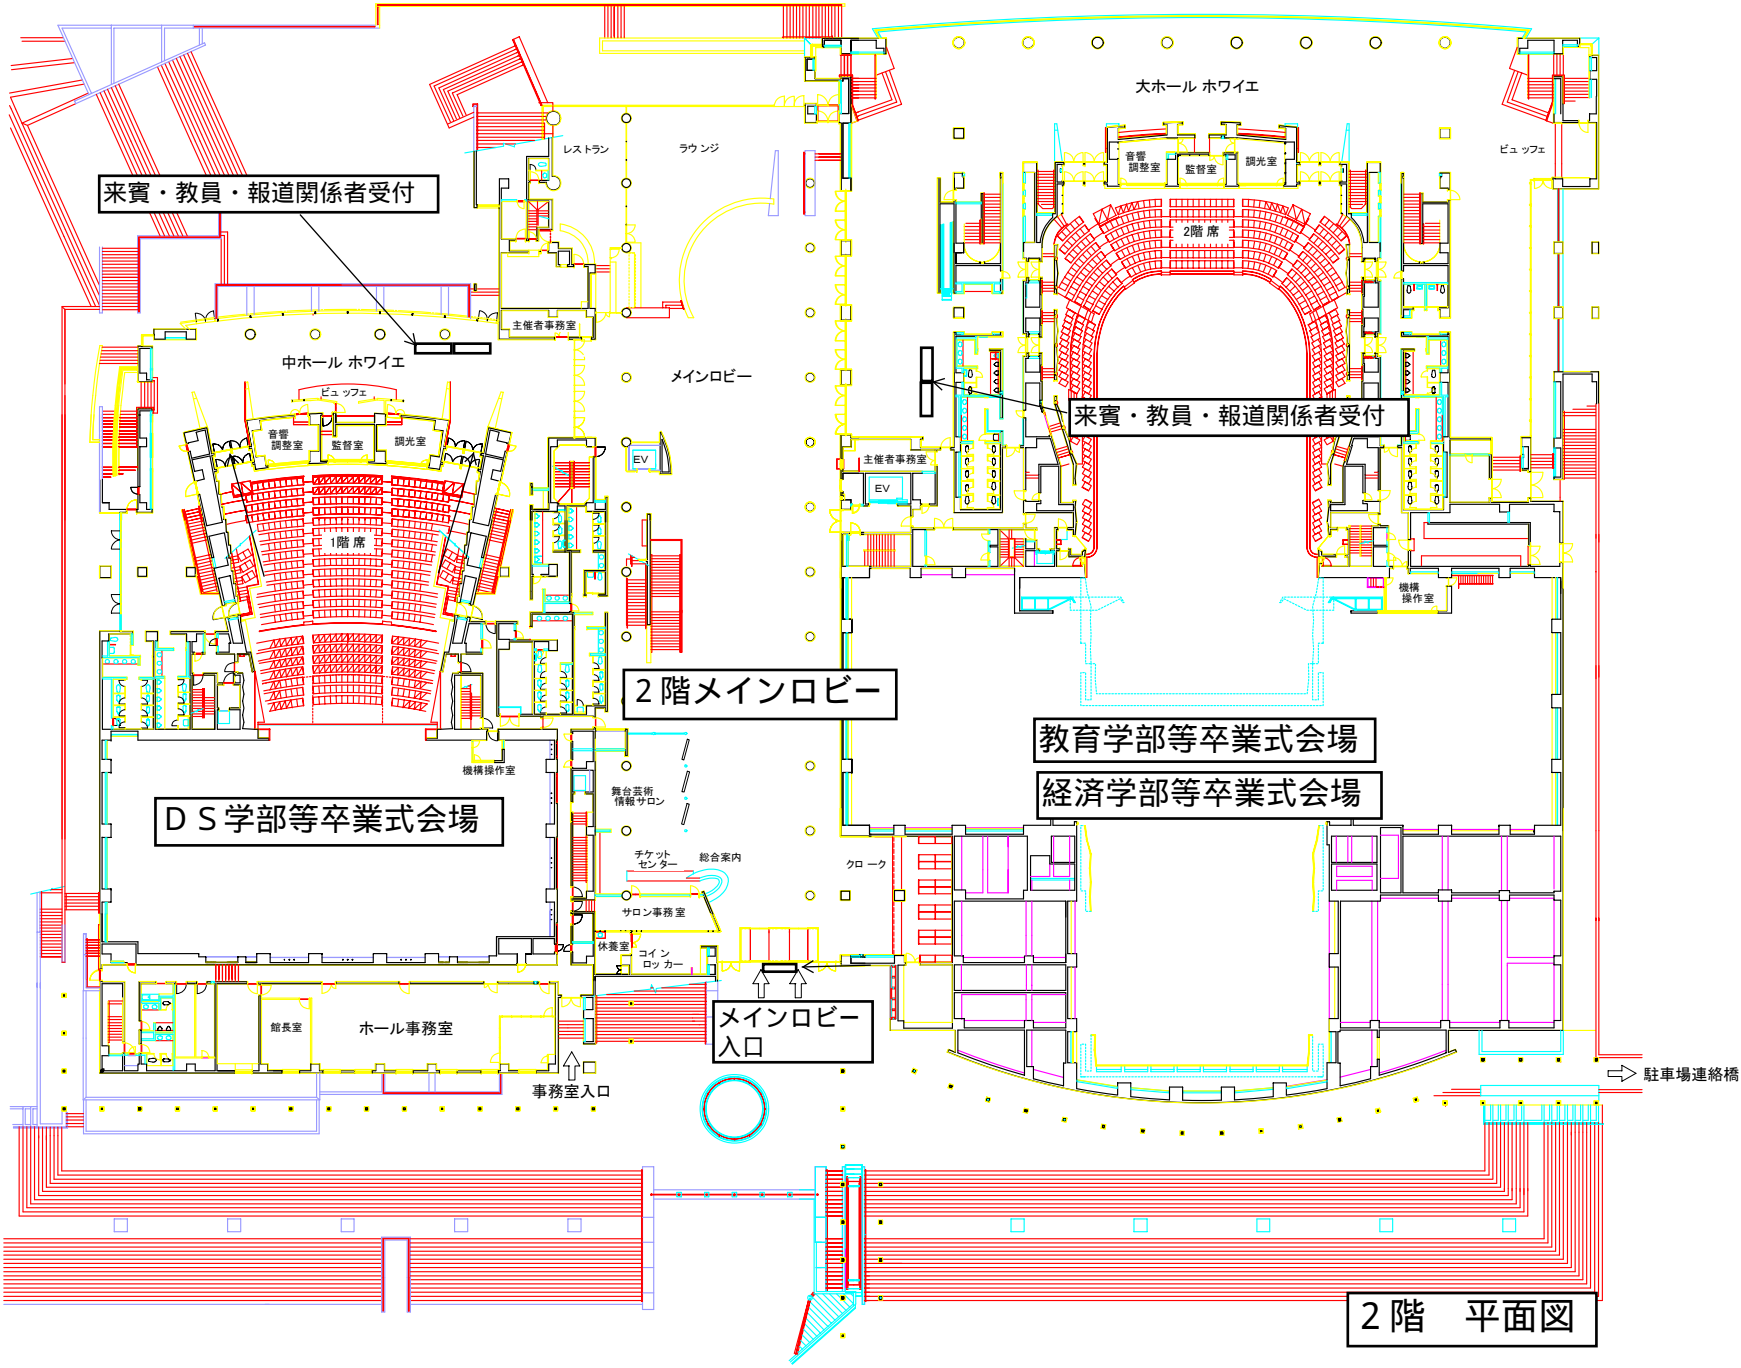 大ホール ホワイエ
レストラン
ラウンジ
音響
調整室
監督室
調光室
ビュッフェ
来賓・教員・報道関係者受付
2階席
主催者事務室
中ホール ホワイエ
メインロビー
ビュッフェ
来賓・教員・報道関係者受付
音響
調整室
監督室
調光室
EV
主催者事務室
EV
1階席
機構
操作室
2階メインロビー
教育学部等卒業式会場
機構操作室
経済学部等卒業式会場
舞台芸術
情報サロン
DS学部等卒業式会場
チケット
センター
総合案内
クローク
サロン事務室
休養室
コイン
ロッカー
館長室
ホール事務室
メインロビー
入口
事務室入口
駐車場連絡橋
2階 平面図